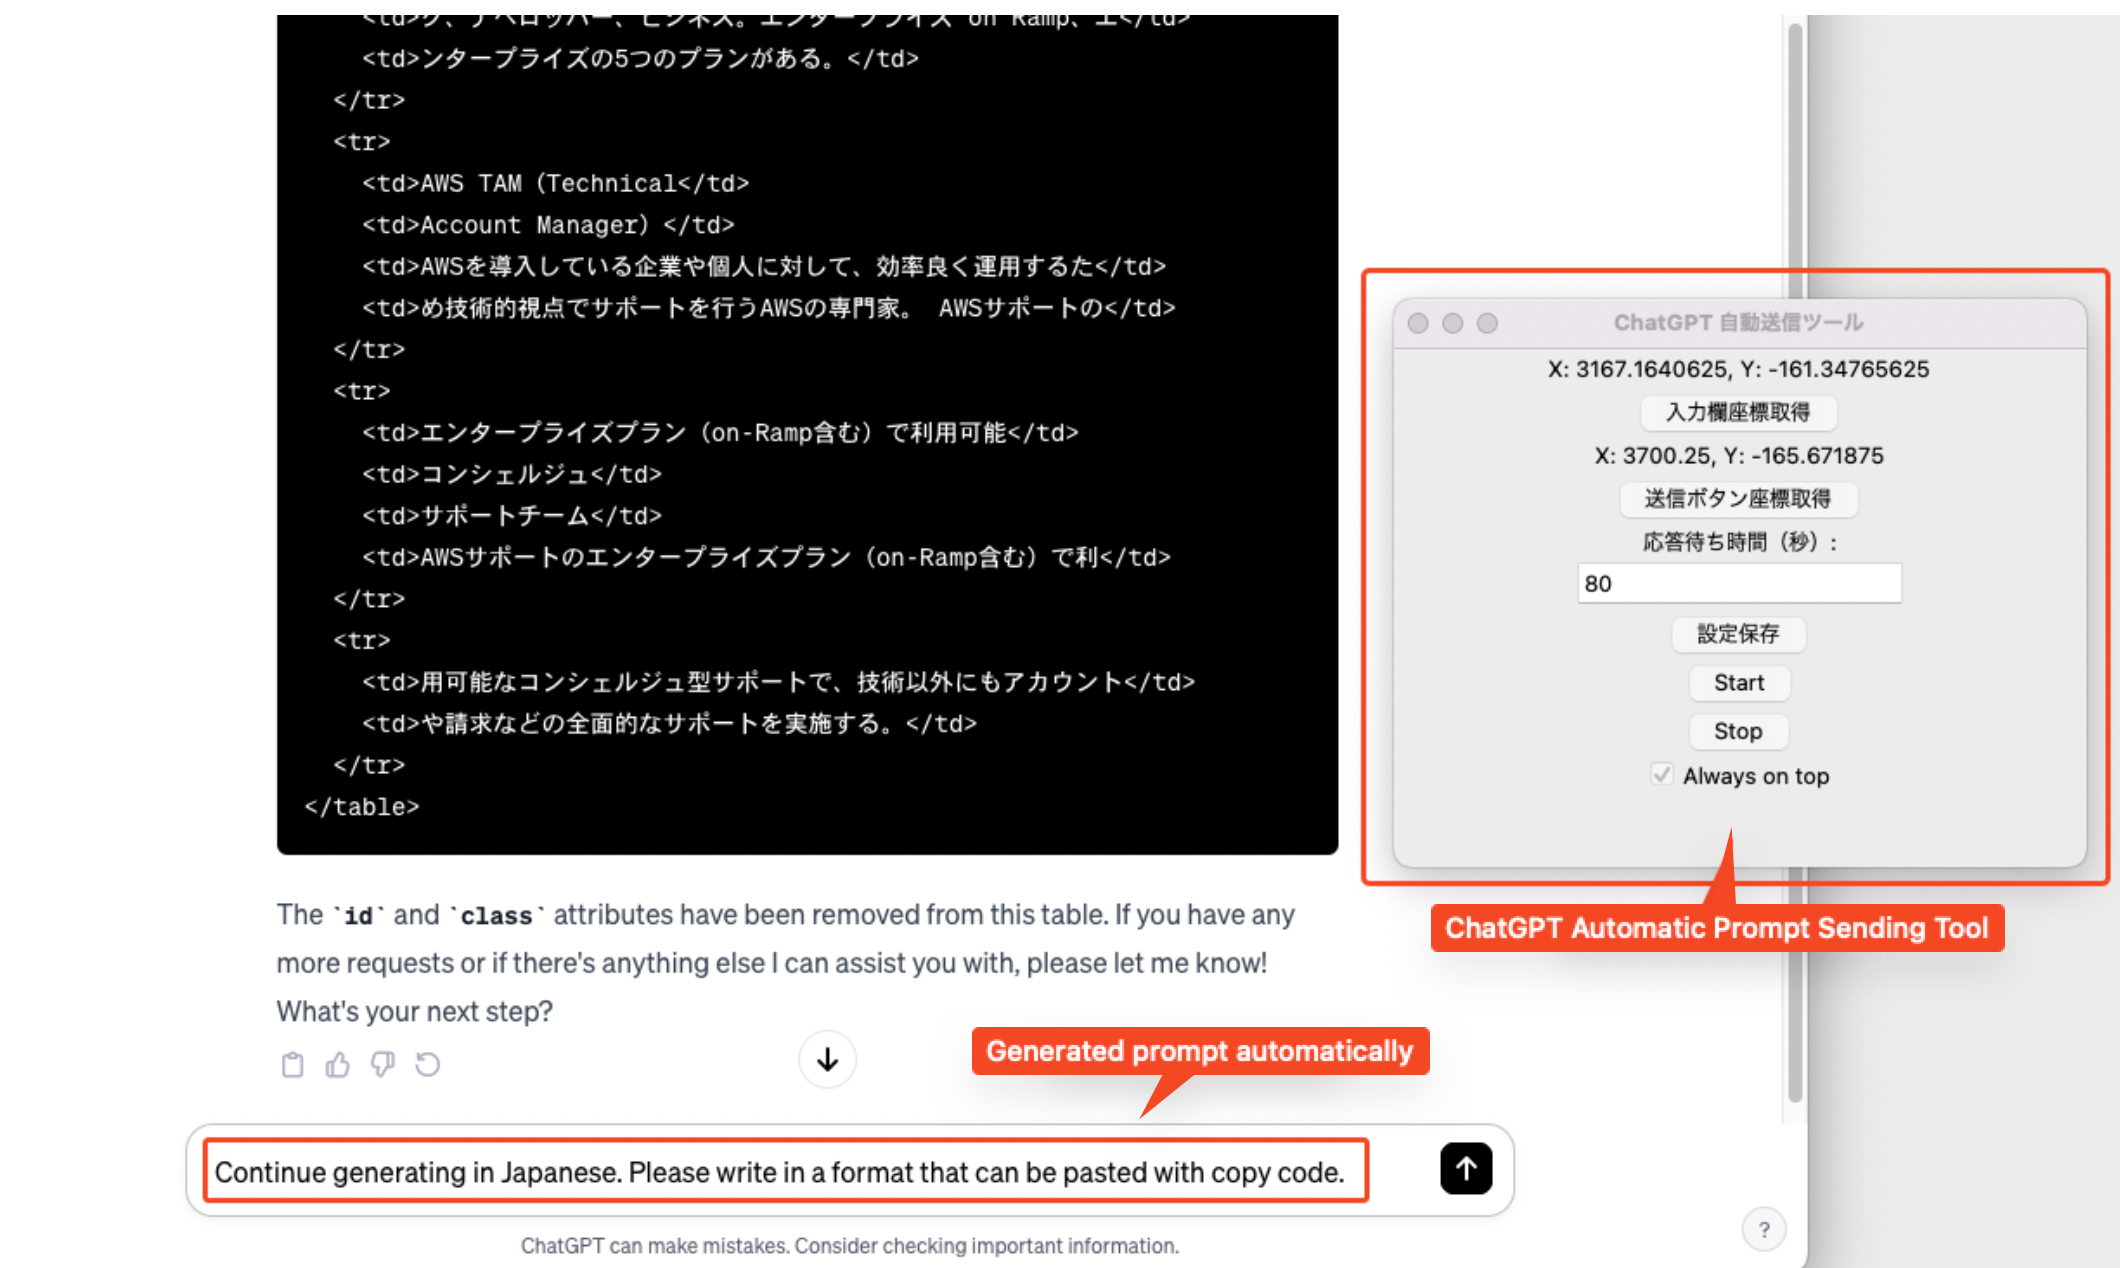 <td>ンタープライズの5つのプランがある。</td>
</tr>
<tr>
<td>AWS TAM（Technical</td>
<td>Account Manager）</td>
<td>AWSを導入している企業や個人に対して、効率良く運用するた</td>
<td>め技術的視点でサポートを行うAWSの専門家。 AWSサポートの</td>
</tr>
<tr>
<td>エンタープライズプラン（on-Ramp含む）で利用可能</td>
<td>コンシェルジュ</td>
<td>サポートチーム</td>
<td>AWSサポートのエンタープライズプラン（on-Ramp含む）で利</td>
</tr>
<tr>
<td>用可能なコンシェルジュ型サポートで、技術以外にもアカウント</td>
<td>や請求などの全面的なサポートを実施する。</td>
</tr>
</table>
The `id` and `class` attributes have been removed from this table. If you have any
more requests or if there's anything else I can assist you with, please let me know!
What's your next step?
Generated prompt automatically
Continue generating in Japanese. Please write in a format that can be pasted with copy code.
ChatGPT can make mistakes. Consider checking important information.
?
ChatGPT 自動送信ツール
X: 3167.1640625, Y: -161.34765625
入力欄座標取得
X: 3700.25, Y: -165.671875
送信ボタン座標取得
応答待ち時間（秒）:
80
設定保存
Start
Stop
Always on top
ChatGPT Automatic Prompt Sending Tool